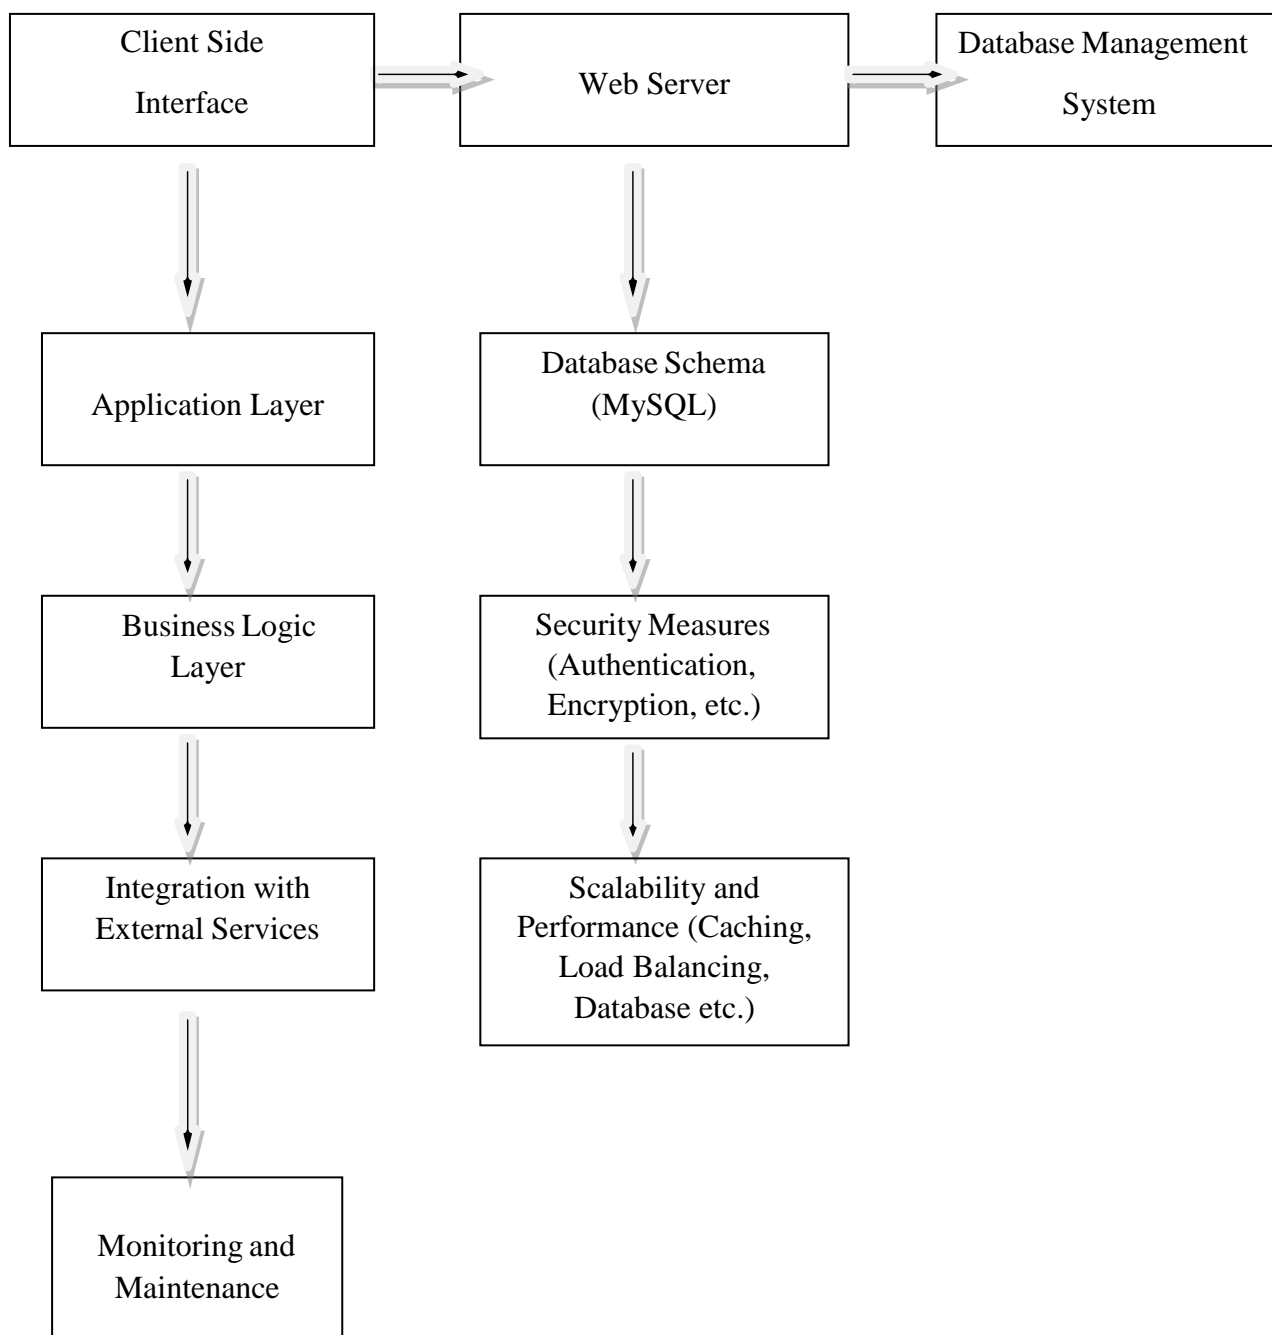 Client Side
Interface
Web Server
Database Management
System
Application Layer
Database Schema
(MySQL)
Business Logic
Layer
Security Measures
(Authentication,
Encryption, etc.)
Integration with
External Services
Scalability and
Performance (Caching,
Load Balancing,
Database etc.)
Monitoring and
Maintenance